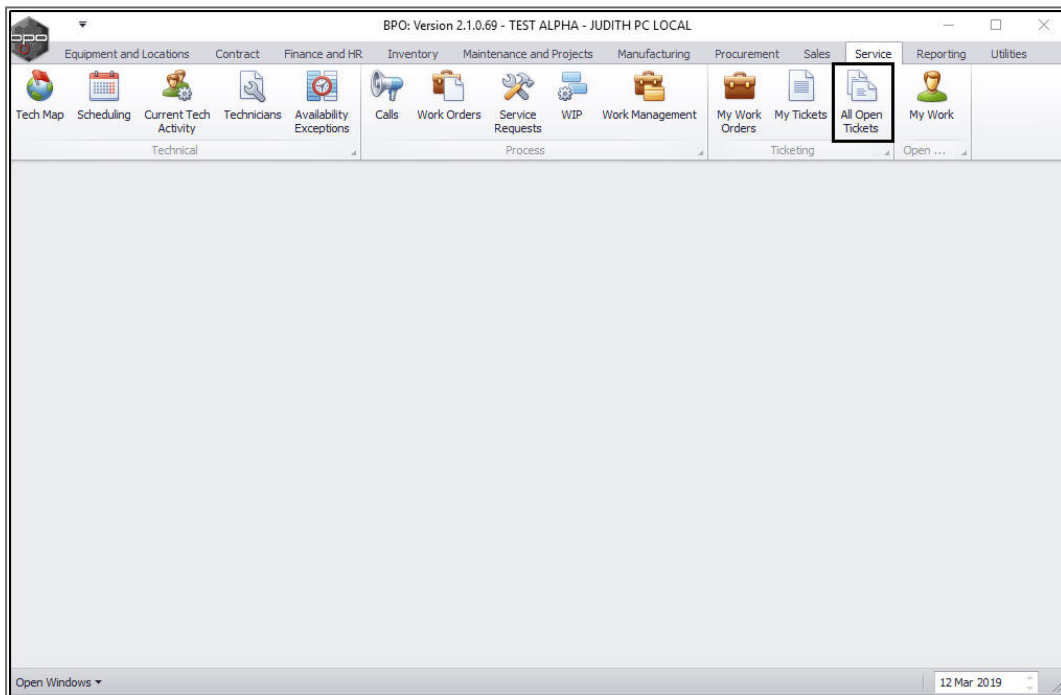 BPO: Version 2.1.0.69 - TEST ALPHA - JUDITH PC LOCAL
bpo
Equipment and Locations Contract Finance and HR Inventory Maintenance and Projects Manufacturing Procurement Sales Service Reporting Utilities
Tech Map Scheduling Current Tech Activity Technicians Availability Exceptions Calls Work Orders Service Requests WIP Work Management My Work Orders My Tickets All Open Tickets My Work
Technical Process Ticketing Open ...
Open Windows 12 Mar 2019